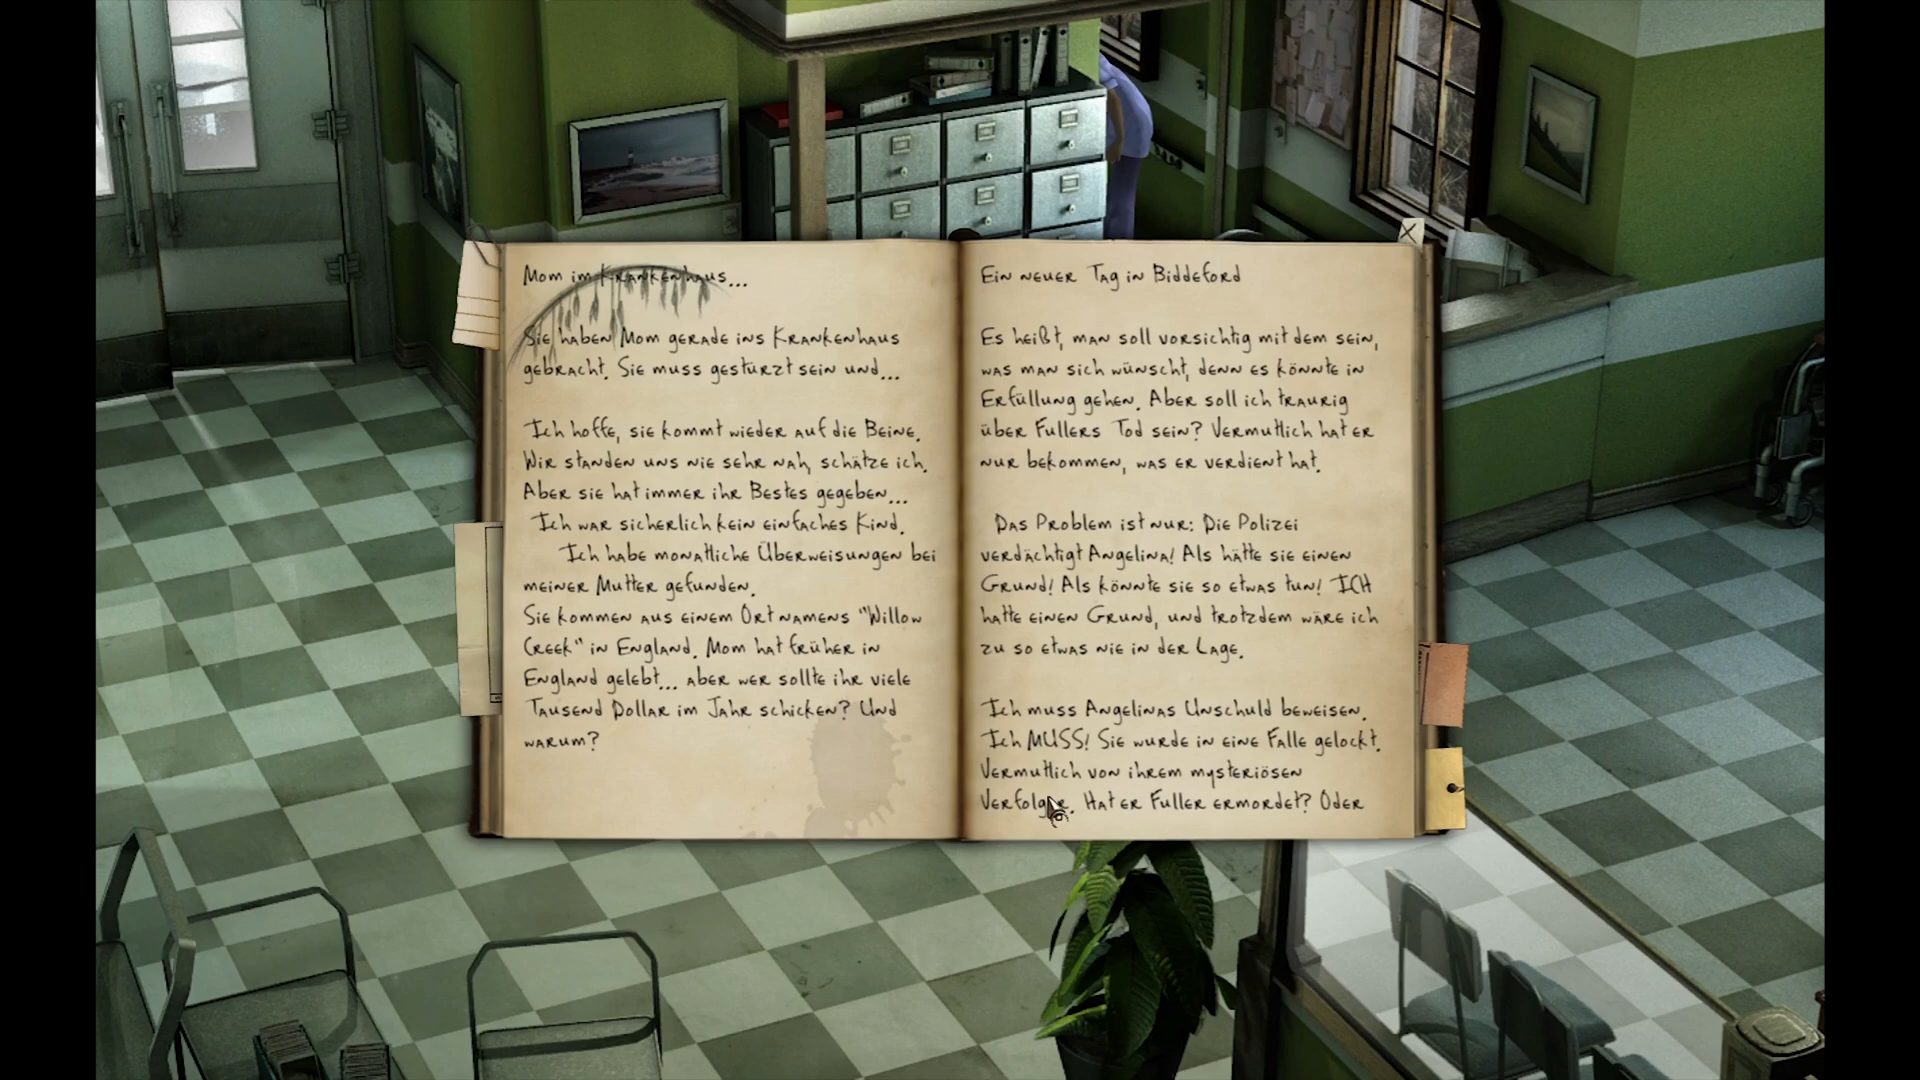 Mom im Krankenhaus...
Sie haben Mom gerade ins Krankenhaus
gebracht. Sie muss gestürzt sein und...
Ich hoffe, sie kommt wieder auf die Beine.
Wir standen uns nie sehr nah, schätze ich.
Aber sie hat immer ihr Bestes gegeben...
Ich war sicherlich kein einfaches Kind.
Ich habe monatliche Überweisungen bei
meiner Mutter gefunden.
Sie kommen aus einem Ort namens "Willow
Creek" in England. Mom hat früher in
England gelebt... aber wer sollte ihr viele
Tausend Dollar im Jahr schicken? Und
warum?
Ein neuer Tag in Biddeford
Es heißt, man soll vorsichtig mit dem sein,
was man sich wünscht, denn es könnte in
Erfüllung gehen. Aber soll ich traurig
über Fullers Tod sein? Vermutlich hat er
nur bekommen, was er verdient hat.
Das Problem ist nur: Die Polizei
verdächtigt Angelina! Als hätte sie einen
Grund! Als könnte sie so etwas tun! ICH
hatte einen Grund, und trotzdem wäre ich
zu so etwas nie in der Lage.
Ich muss Angelinas Unschuld beweisen.
Ich MUSS! Sie wurde in eine Falle gelockt.
Vermutlich von ihrem mysteriösen
Verfolger. Hat er Fuller ermordet? Oder